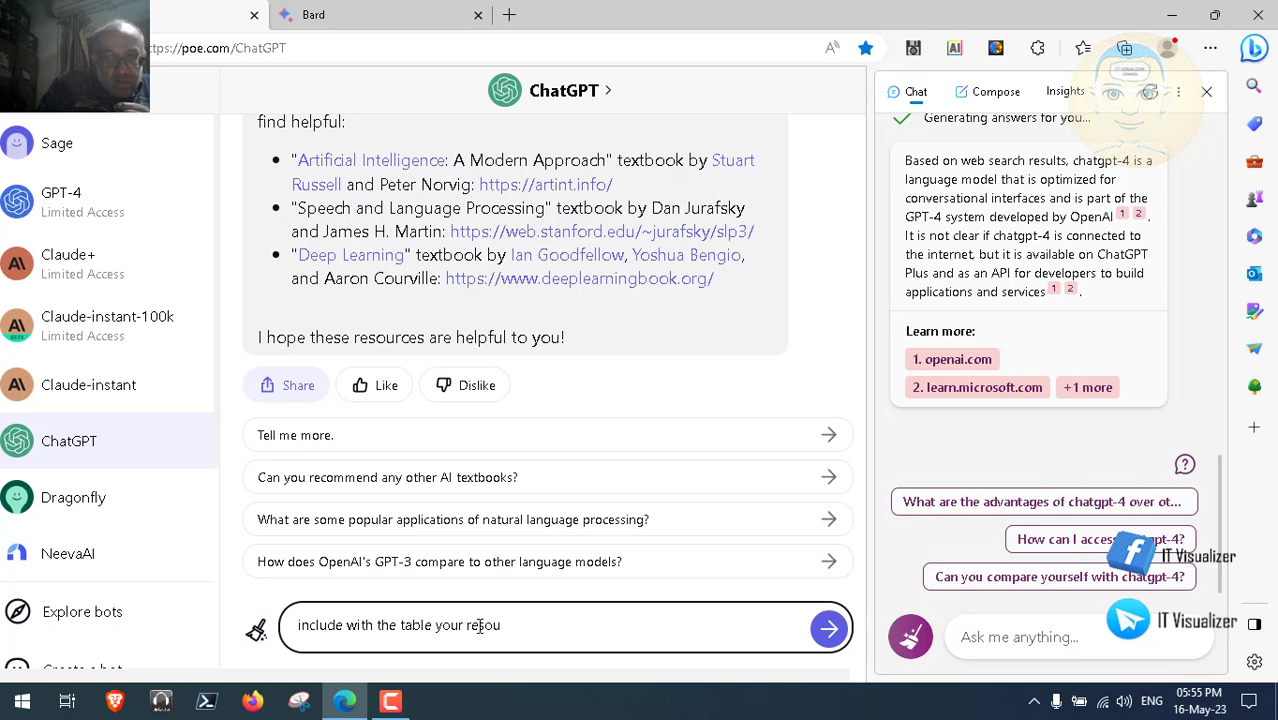 Bard
https://poe.com/ChatGPT
ChatGPT
Sage
GPT-4
Limited Access
Claude+
Limited Access
Claude-instant-100k
Limited Access
Claude-instant
ChatGPT
Dragonfly
NeevaAI
Explore bots
find helpful:
"Artificial Intelligence: A Modern Approach" textbook by Stuart
Russell and Peter Norvig: https://artint.info/
"Speech and Language Processing" textbook by Dan Jurafsky
and James H. Martin: https://web.stanford.edu/~jurafsky/slp3/
"Deep Learning" textbook by Ian Goodfellow, Yoshua Bengio,
and Aaron Courville: https://www.deeplearningbook.org/
I hope these resources are helpful to you!
Share
Like
Dislike
Tell me more.
Can you recommend any other AI textbooks?
What are some popular applications of natural language processing?
How does OpenAI's GPT-3 compare to other language models?
include with the table your resou
Chat
Compose
Insights
IT VISUALIZER
Generating answers for you...
Based on web search results, chatgpt-4 is a
language model that is optimized for
conversational interfaces and is part of the
GPT-4 system developed by OpenAI 1 2 .
It is not clear if chatgpt-4 is connected to
the internet, but it is available on ChatGPT
Plus and as an API for developers to build
applications and services 1 2 .
Learn more:
1. openai.com
2. learn.microsoft.com
+1 more
What are the advantages of chatgpt-4 over ot...
How can I access gpt-4?
Can you compare yourself with chatgpt-4?
IT Visualizer
IT Visualizer
Ask me anything...
ENG
05:55 PM
16-May-23